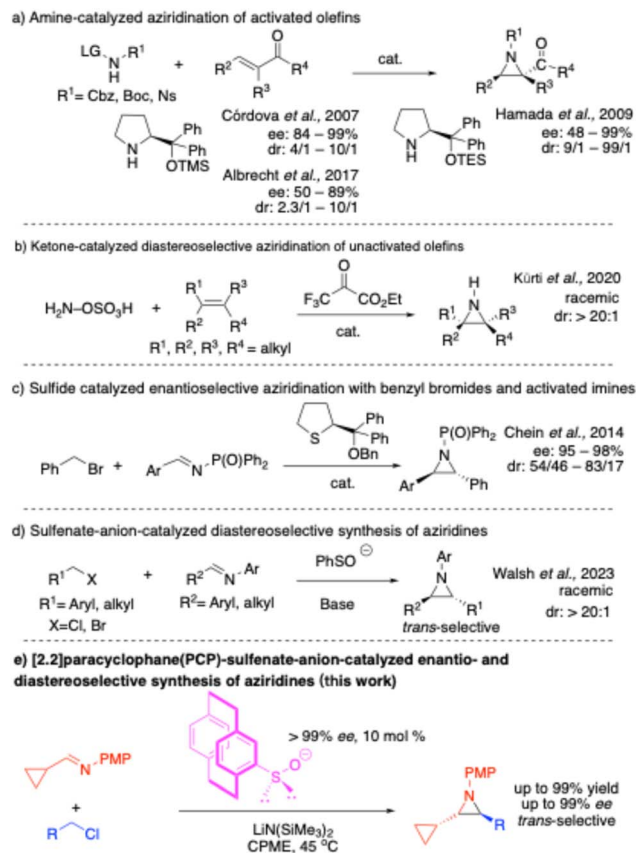 a) Amine-catalyzed aziridination of activated olefins
LG N H R1 + R2 O R4 R3 cat. R1 N O C R4 R2 R3
R1= Cbz, Boc, Ns
N H Ph Ph OTMS
Córdova et al., 2007
ee: 84 – 99%
dr: 4/1 – 10/1
Albrecht et al., 2017
ee: 50 – 89%
dr: 2.3/1 – 10/1
N H Ph Ph OTES
Hamada et al., 2009
ee: 48 – 99%
dr: 9/1 – 99/1
b) Ketone-catalyzed diastereoselective aziridination of unactivated olefins
H2N–OSO3H + R1 R3 R2 R4
R1, R2, R3, R4 = alkyl
O F3C CO2Et
cat.
H N R1 R3 R2 R4
Kürti et al., 2020
racemic
dr: > 20:1
c) Sulfide catalyzed enantioselective aziridination with benzyl bromides and activated imines
Ph Br + Ar N P(O)Ph2
S Ph Ph OBn
cat.
P(O)Ph2 N Ar Ph
Chein et al., 2014
ee: 95 – 98%
dr: 54/46 – 83/17
d) Sulfenate-anion-catalyzed diastereoselective synthesis of aziridines
R1 X + R2 N Ar
R1= Aryl, alkyl
X=Cl, Br
R2= Aryl, alkyl
PhSO ⊖
Base
Ar N R2 R1
trans-selective
Walsh et al., 2023
racemic
dr: > 20:1
e) [2.2]paracyclophane(PCP)-sulfenate-anion-catalyzed enantio- and
diastereoselective synthesis of aziridines (this work)
N PMP
+
R Cl
S O ⊖
> 99% ee, 10 mol %
LiN(SiMe3)2
CPME, 45 °C
PMP N R
up to 99% yield
up to 99% ee
trans-selective